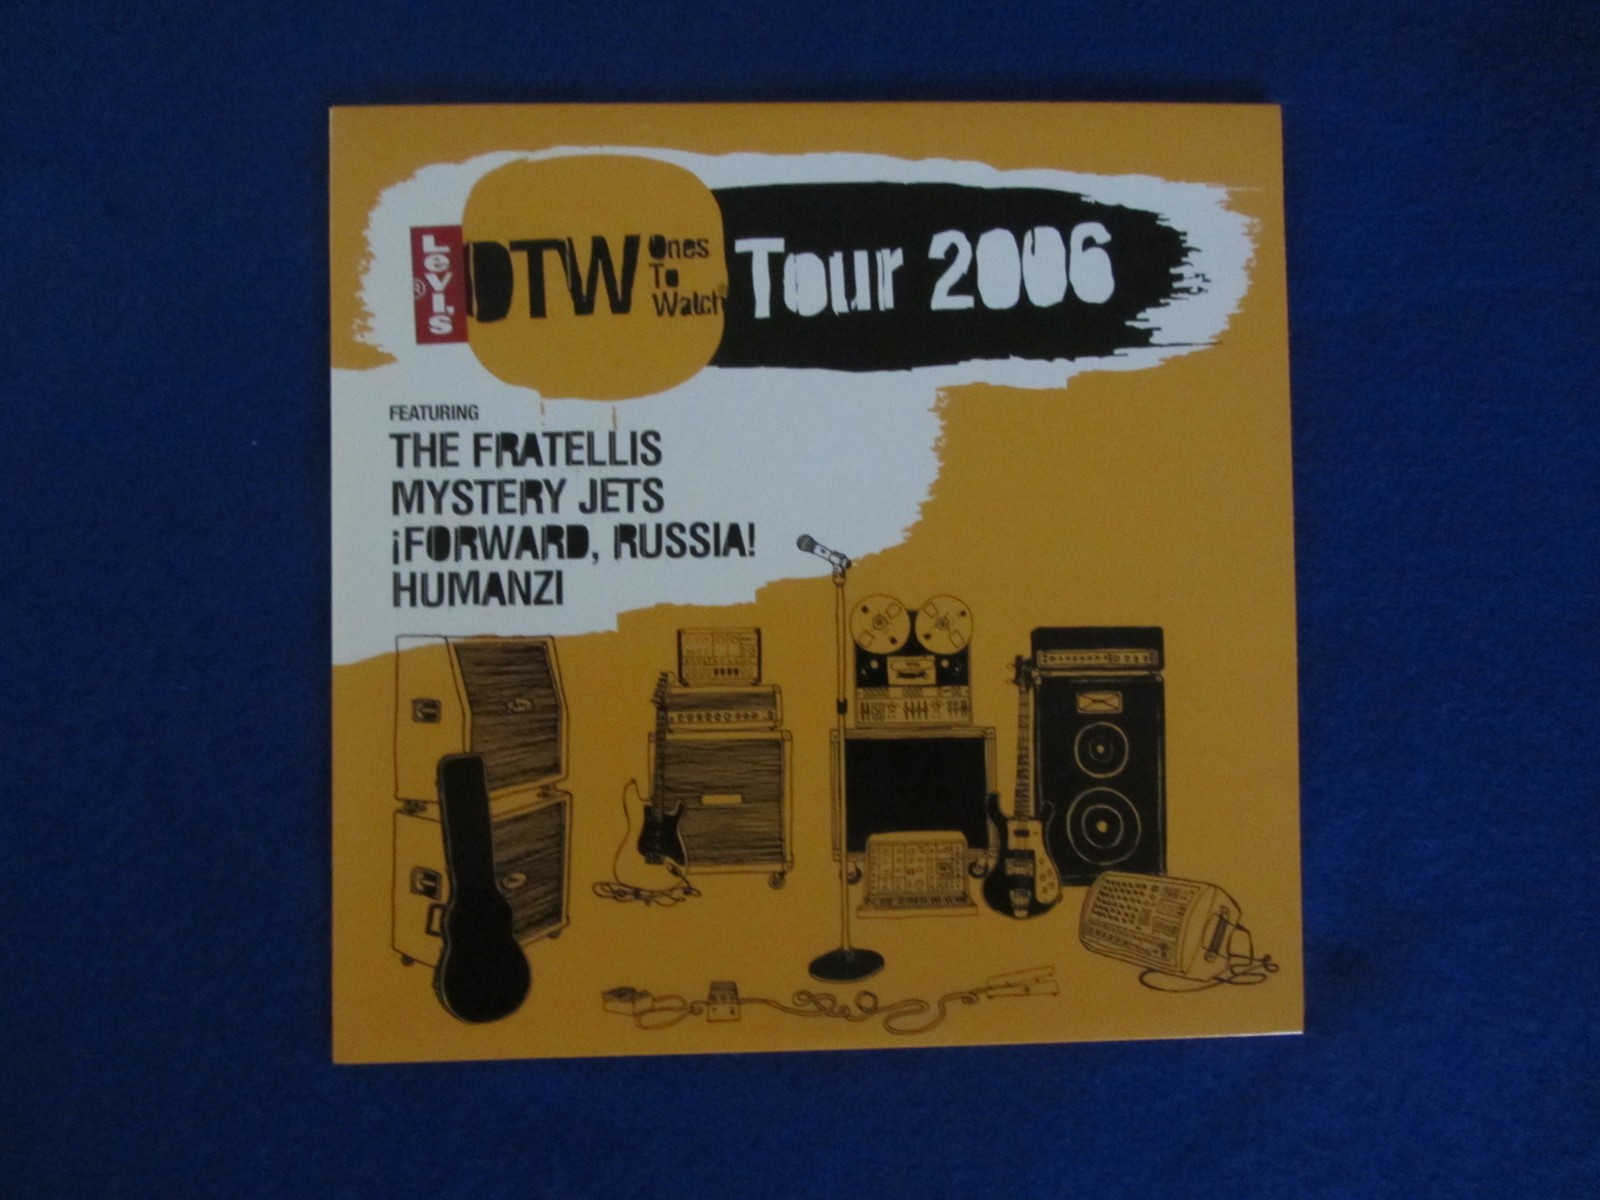 Levi's
®
OTW
Ones
To
Watch®
Tour 2006
FEATURING
THE FRATELLIS
MYSTERY JETS
¡FORWARD, RUSSIA!
HUMANZI